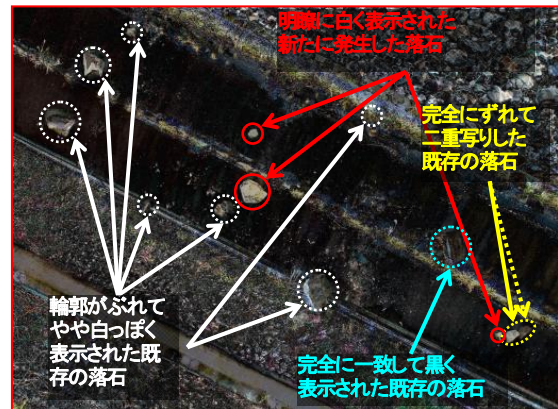 明瞭に白く表示された
新たに発生した落石
完全にずれて
二重写りした
既存の落石
輪郭がぶれて
やや白っぽく
表示された既
存の落石
完全に一致して黒く
表示された既存の落石